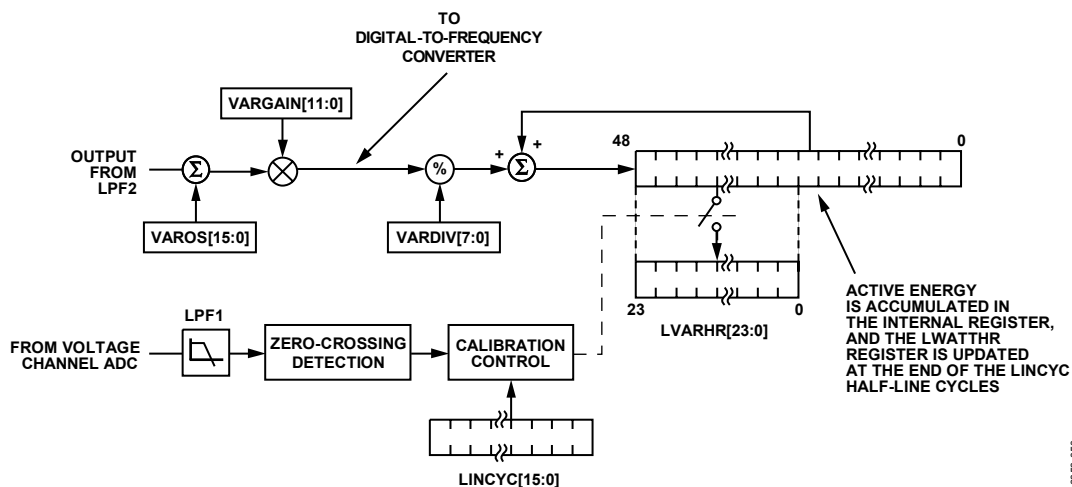 TO
DIGITAL-TO-FREQUENCY
CONVERTER
VARGAIN[11:0]
OUTPUT
FROM
LPF2
Σ
+
+
Σ
%
48
0
VAROS[15:0]
VARDIV[7:0]
23
0
LVARHR[23:0]
ACTIVE ENERGY
IS ACCUMULATED IN
THE INTERNAL REGISTER,
AND THE LWATTHR
REGISTER IS UPDATED
AT THE END OF THE LINCYC
HALF-LINE CYCLES
LPF1
FROM VOLTAGE
CHANNEL ADC
ZERO-CROSSING
DETECTION
CALIBRATION
CONTROL
LINCYC[15:0]